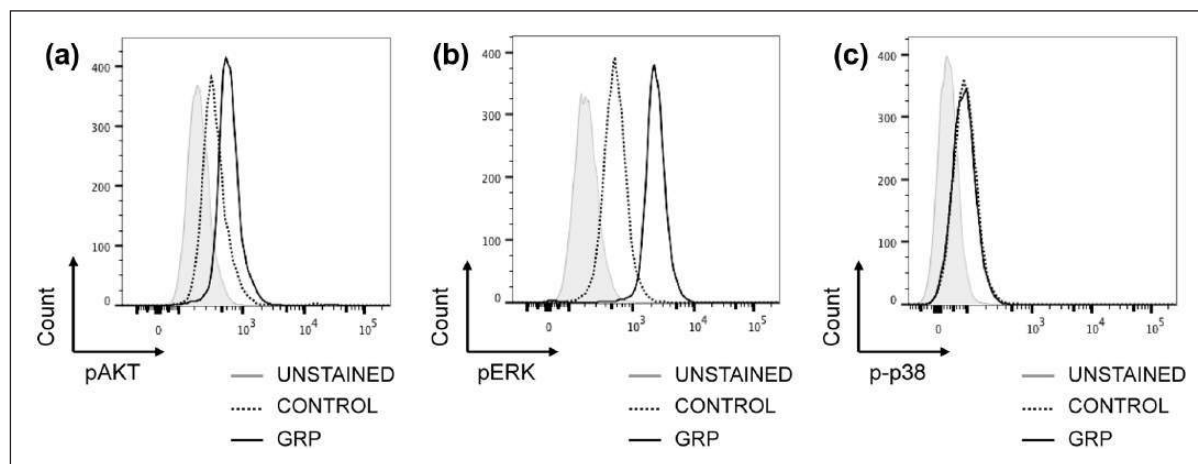 (a)
400
300
200
100
0
Count
0 10³ 10⁴ 10⁵
pAKT
UNSTAINED
CONTROL
GRP
(b)
400
300
200
100
0
Count
0 10³ 10⁴ 10⁵
pERK
UNSTAINED
CONTROL
GRP
(c)
400
300
200
100
0
Count
0 10³ 10⁴ 10⁵
p-p38
UNSTAINED
CONTROL
GRP